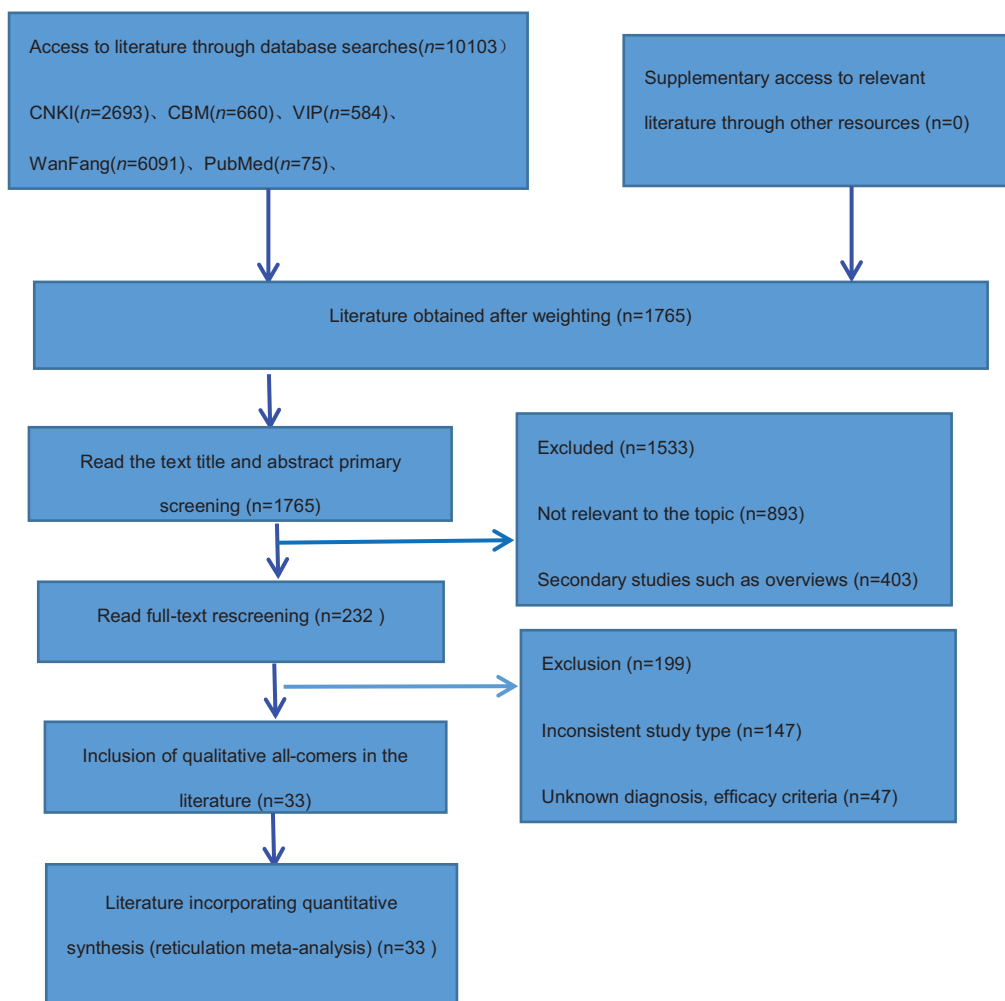 Access to literature through database searches(n=10103）
CNKI(n=2693)、CBM(n=660)、VIP(n=584)、
WanFang(n=6091)、PubMed(n=75)、
Supplementary access to relevant
literature through other resources (n=0)
Literature obtained after weighting (n=1765)
Read the text title and abstract primary
screening (n=1765)
Excluded (n=1533)
Not relevant to the topic (n=893)
Secondary studies such as overviews (n=403)
Read full-text rescreening (n=232 )
Exclusion (n=199)
Inconsistent study type (n=147)
Unknown diagnosis, efficacy criteria (n=47)
Inclusion of qualitative all-comers in the
literature (n=33)
Literature incorporating quantitative
synthesis (reticulation meta-analysis) (n=33 )